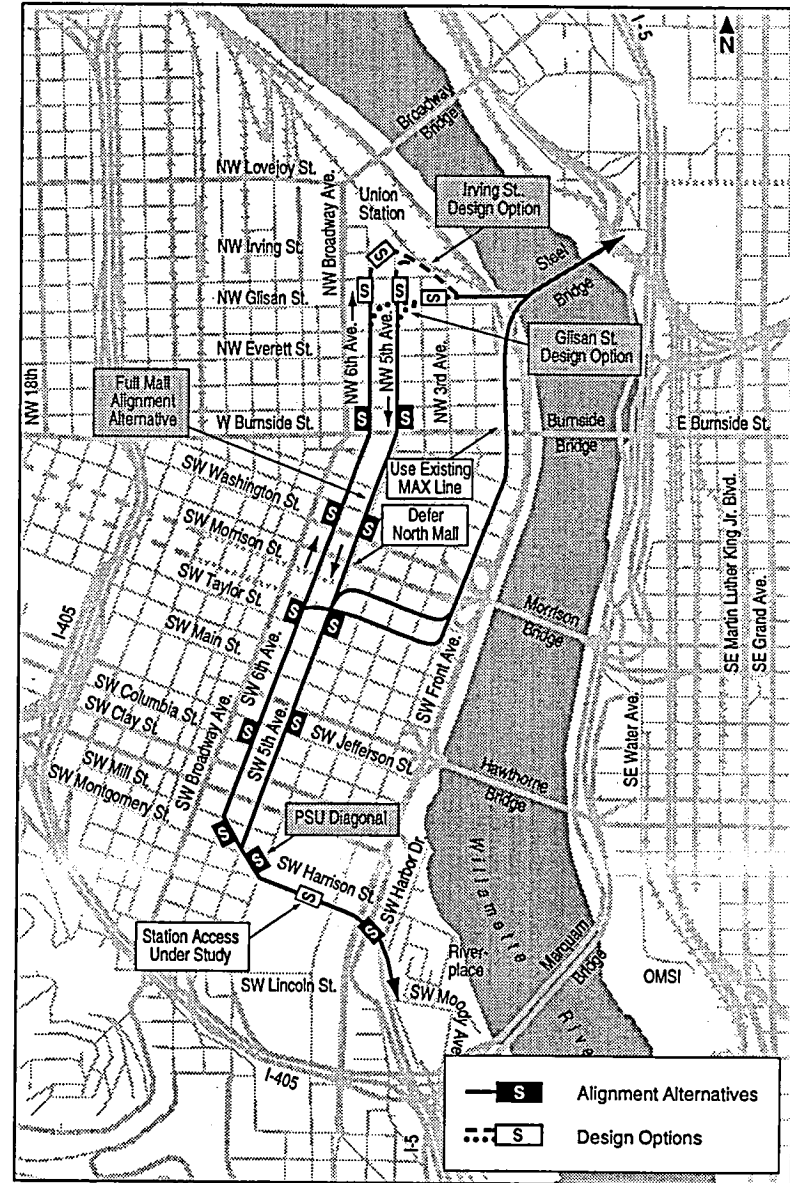 I-5
N
Broadway
Bridge
NW Lovejoy St.
NW Broadway Ave.
Union
Station
Irving St.
Design Option
NW Irving St.
S
Steel
Bridge
NW Glisan St.
S
S
S
Glisan St.
Design Option
NW 6th Ave.
NW 5th Ave.
NW 3rd Ave.
NW Everett St.
NW 18th
Full Mall
Alignment
Alternative
W Burnside St.
S
S
Burnside
Bridge
E Burnside St.
SW Washington St.
Use Existing
MAX Line
S
S
Defer
North Mall
SW Morrison St.
SW Taylor St.
S
S
Morrison
Bridge
SE Martin Luther King Jr. Blvd.
SE Grand Ave.
I-405
SW Main St.
SW 6th Ave.
SW Front Ave.
SW Columbia St.
SW Clay St.
SW Broadway Ave.
SW 5th Ave.
S
S
SW Jefferson St.
SE Water Ave.
SW Mill St.
SW Montgomery St.
Hawthorne
Bridge
PSU Diagonal
S
S
SW Harrison St.
SW Harbor Dr.
Willamette
River
S
S
Station Access
Under Study
River-
place
Marquam
Bridge
OMSI
SW Lincoln St.
SW Moody Ave.
I-405
I-5
S Alignment Alternatives
S Design Options